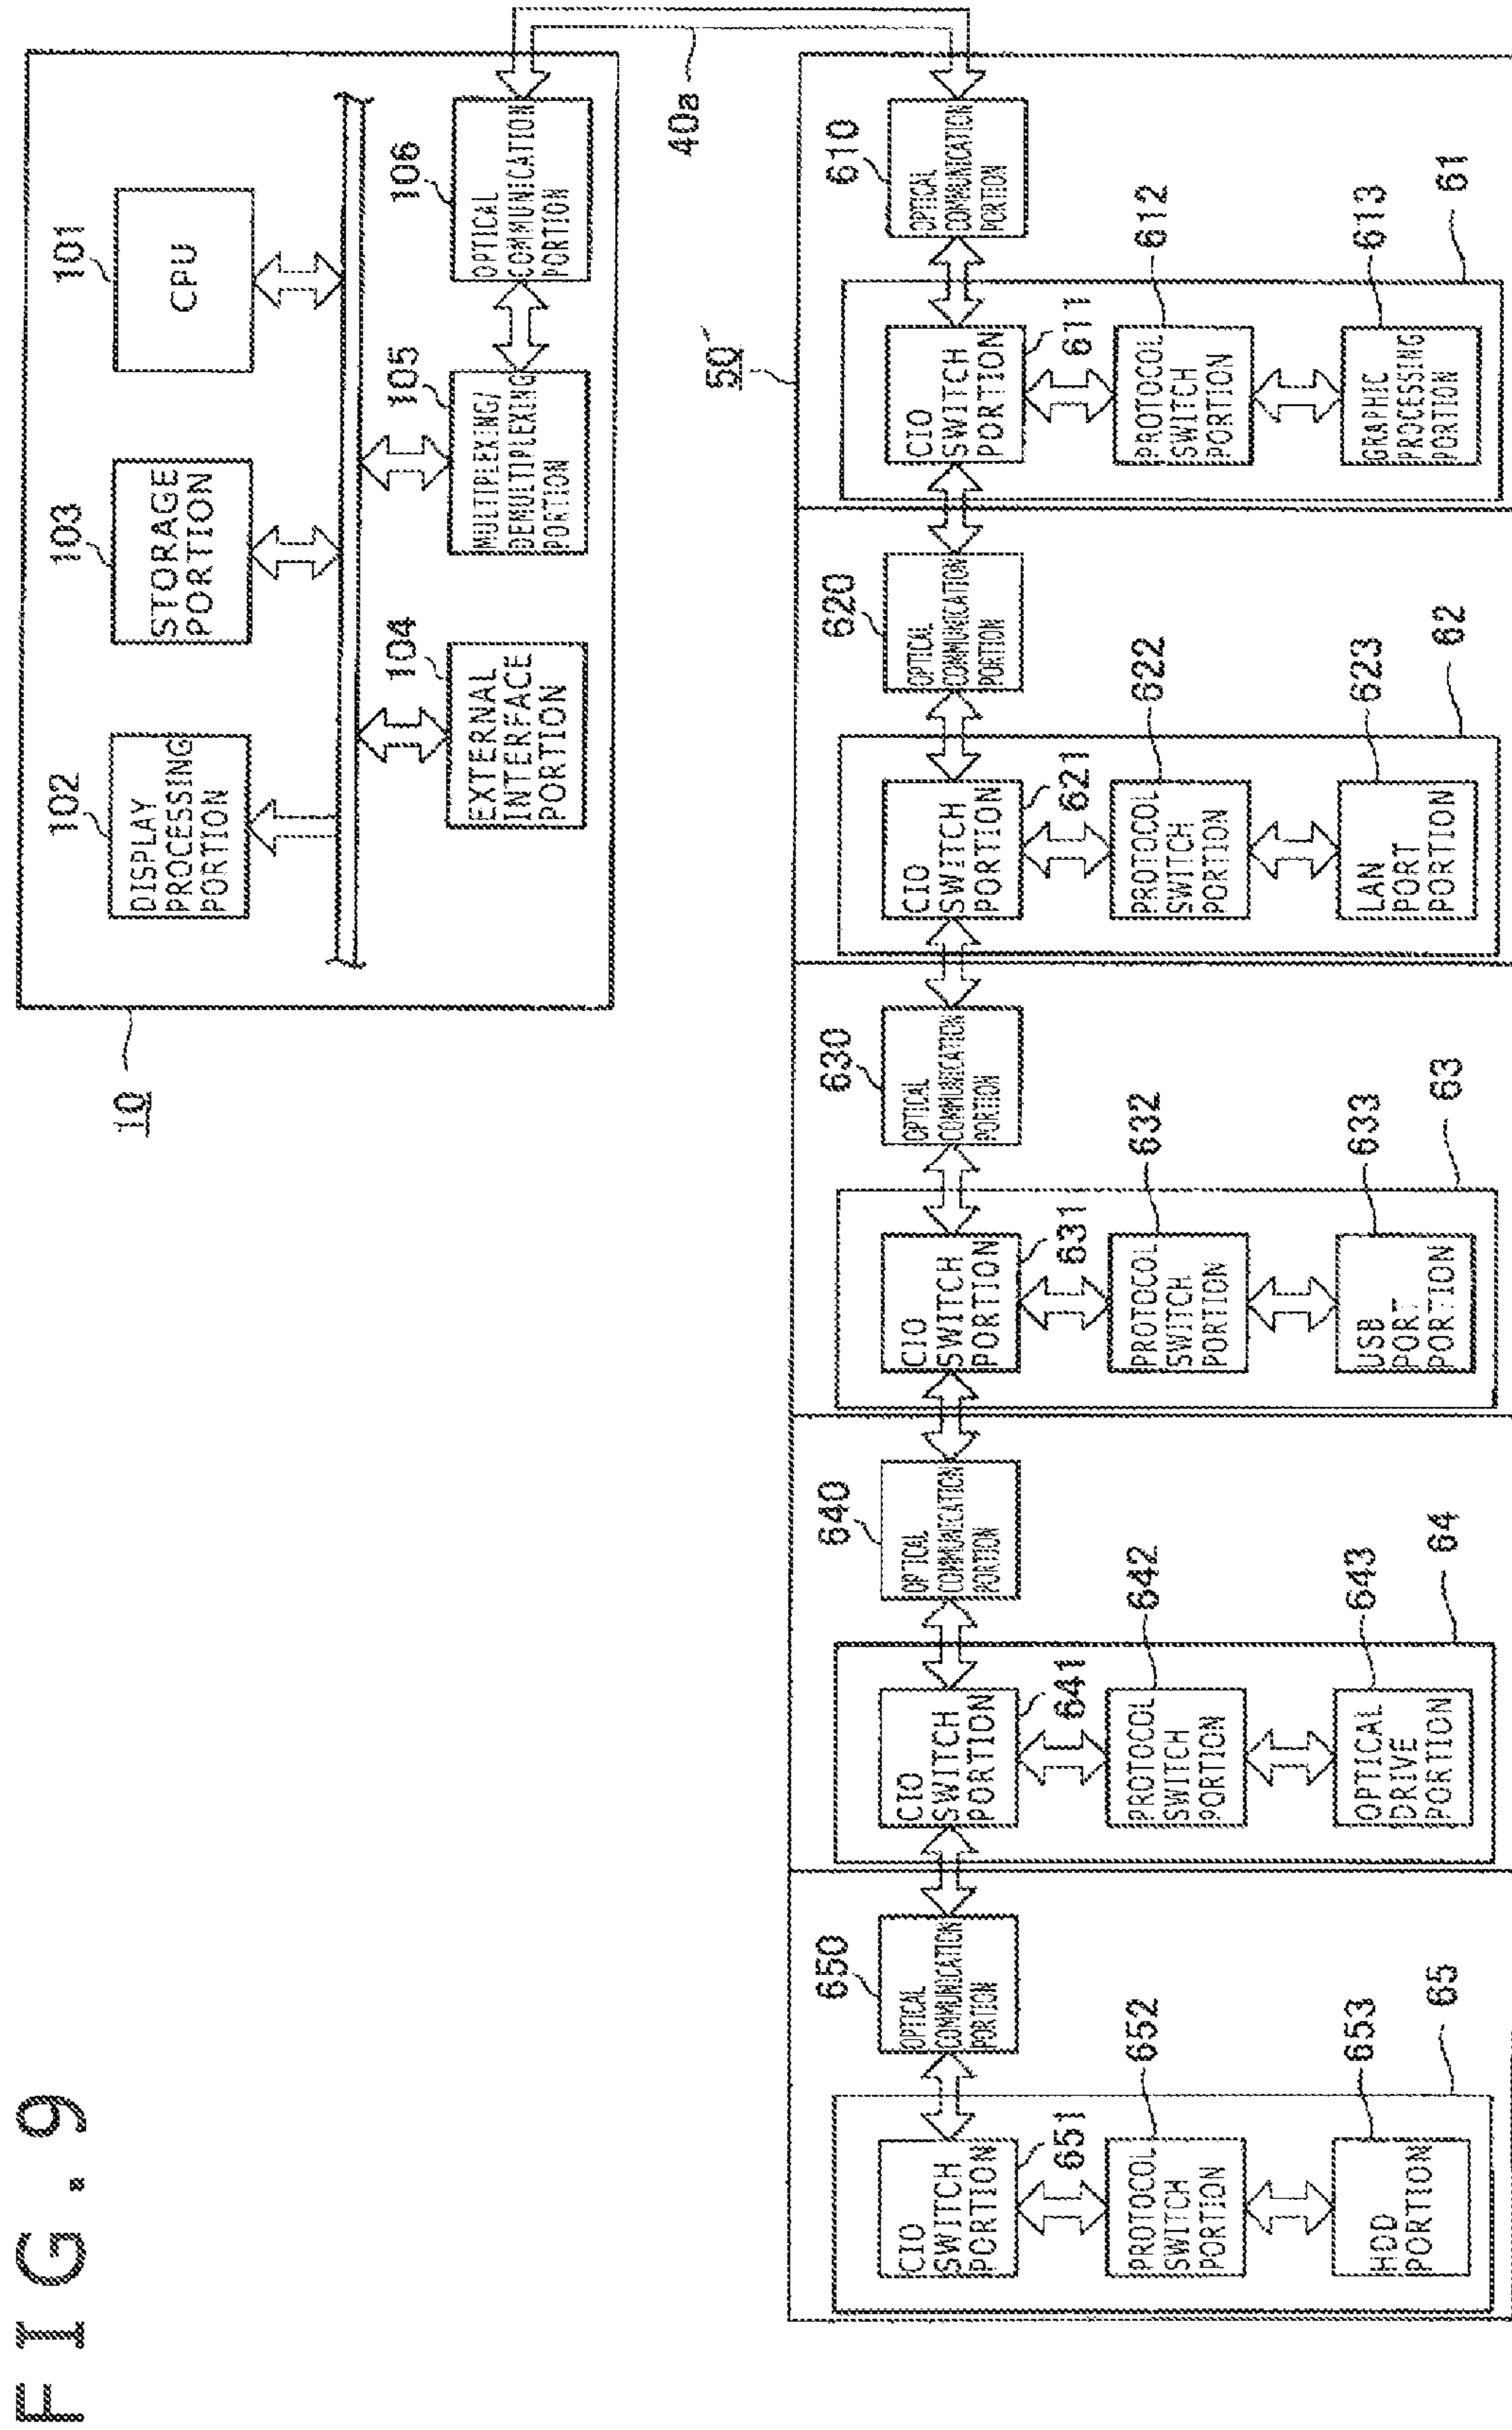 FIG. 9
10
102
DISPLAY
PROCESSING
PORTION
103
STORAGE
PORTION
101
CPU
104
EXTERNAL
INTERFACE
PORTION
105
MULTIPLEXING/
DEMULTIPLEXING
PORTION
106
OPTICAL
COMMUNICATION
PORTION
40a
50
650
OPTICAL
COMMUNICATION
PORTION
640
OPTICAL
COMMUNICATION
PORTION
630
OPTICAL
COMMUNICATION
PORTION
620
OPTICAL
COMMUNICATION
PORTION
610
OPTICAL
COMMUNICATION
PORTION
CIO
SWITCH
PORTION
651
PROTOCOL
SWITCH
PORTION
652
HDD
PORTION
653
65
CIO
SWITCH
PORTION
641
PROTOCOL
SWITCH
PORTION
642
OPTICAL
DRIVE
PORTION
643
64
CIO
SWITCH
PORTION
631
PROTOCOL
SWITCH
PORTION
632
USB
PORT
PORTION
633
63
CIO
SWITCH
PORTION
621
PROTOCOL
SWITCH
PORTION
622
LAN
PORT
PORTION
623
62
CIO
SWITCH
PORTION
611
PROTOCOL
SWITCH
PORTION
612
GRAPHIC
PROCESSING
PORTION
613
61